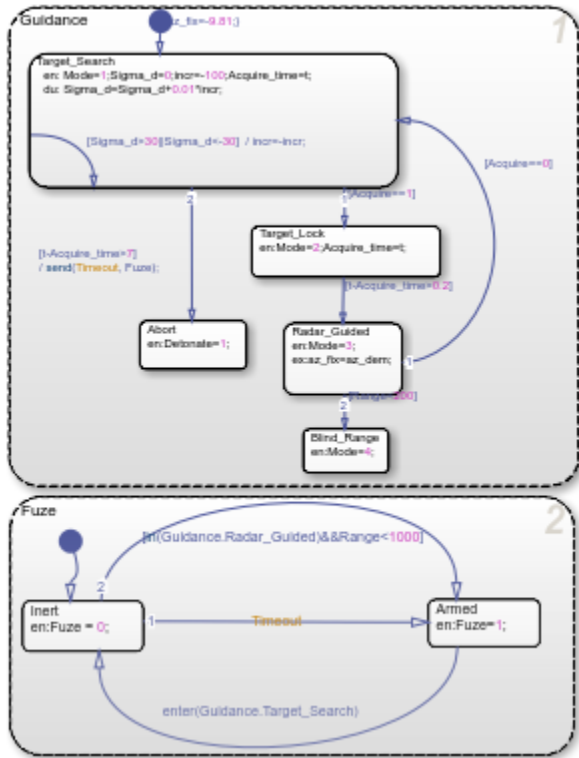 Guidance
az_fix=-9.81;}
1
Target_Search
en: Mode=1;Sigma_d=0;incr=-100;Acquire_time=t;
du: Sigma_d=Sigma_d+0.01*incr;
[Sigma_d>30||Sigma_d<-30] / incr=-incr;
[Acquire==0]
2
[Acquire==1]
1
Target_Lock
en:Mode=2;Acquire_time=t;
[t-Acquire_time>7]
/ send(Timeout, Fuze);
[t-Acquire_time>0.2]
Abort
en:Detonate=1;
Radar_Guided
en:Mode=3;
ex:az_fix=az_dem;
1
[Range<200]
2
Blind_Range
en:Mode=4;
Fuze
2
[in(Guidance.Radar_Guided)&&Range<1000]
2
Inert
en:Fuze = 0;
1
Timeout
Armed
en:Fuze=1;
enter(Guidance.Target_Search)